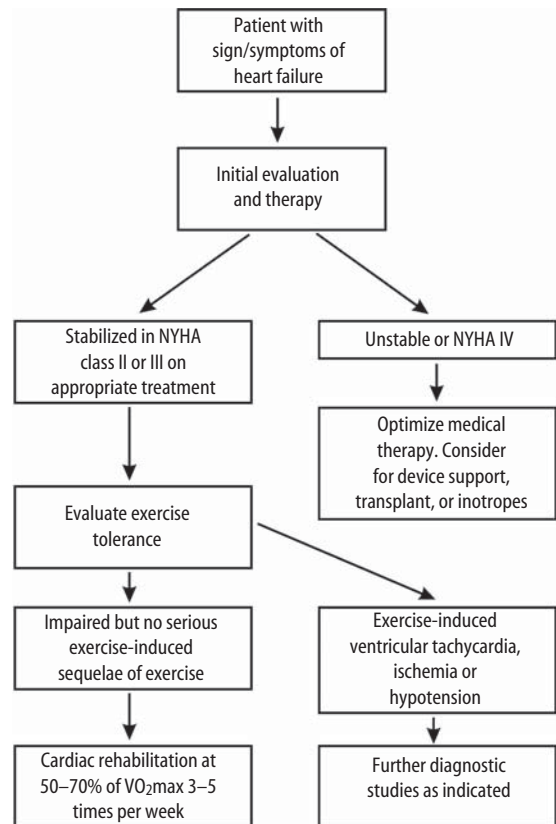 Patient with
sign/symptoms of
heart failure
Initial evaluation
and therapy
Stabilized in NYHA
class II or III on
appropriate treatment
Unstable or NYHA IV
Optimize medical
therapy. Consider
for device support,
transplant, or inotropes
Evaluate exercise
tolerance
Impaired but no serious
exercise-induced
sequelae of exercise
Exercise-induced
ventricular tachycardia,
ischemia or
hypotension
Cardiac rehabilitation at
50–70% of VO₂max 3–5
times per week
Further diagnostic
studies as indicated